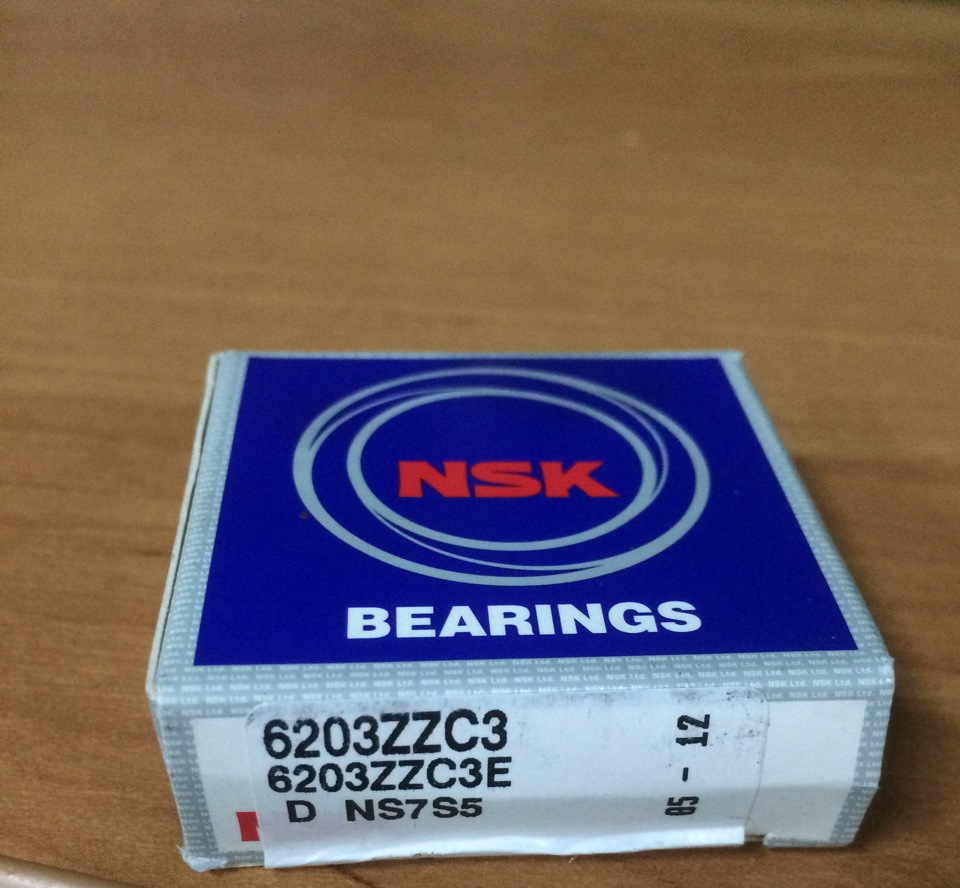 NSK
BEARINGS
6203ZZC3
6203ZZC3E
D NS7S5
05 - 12